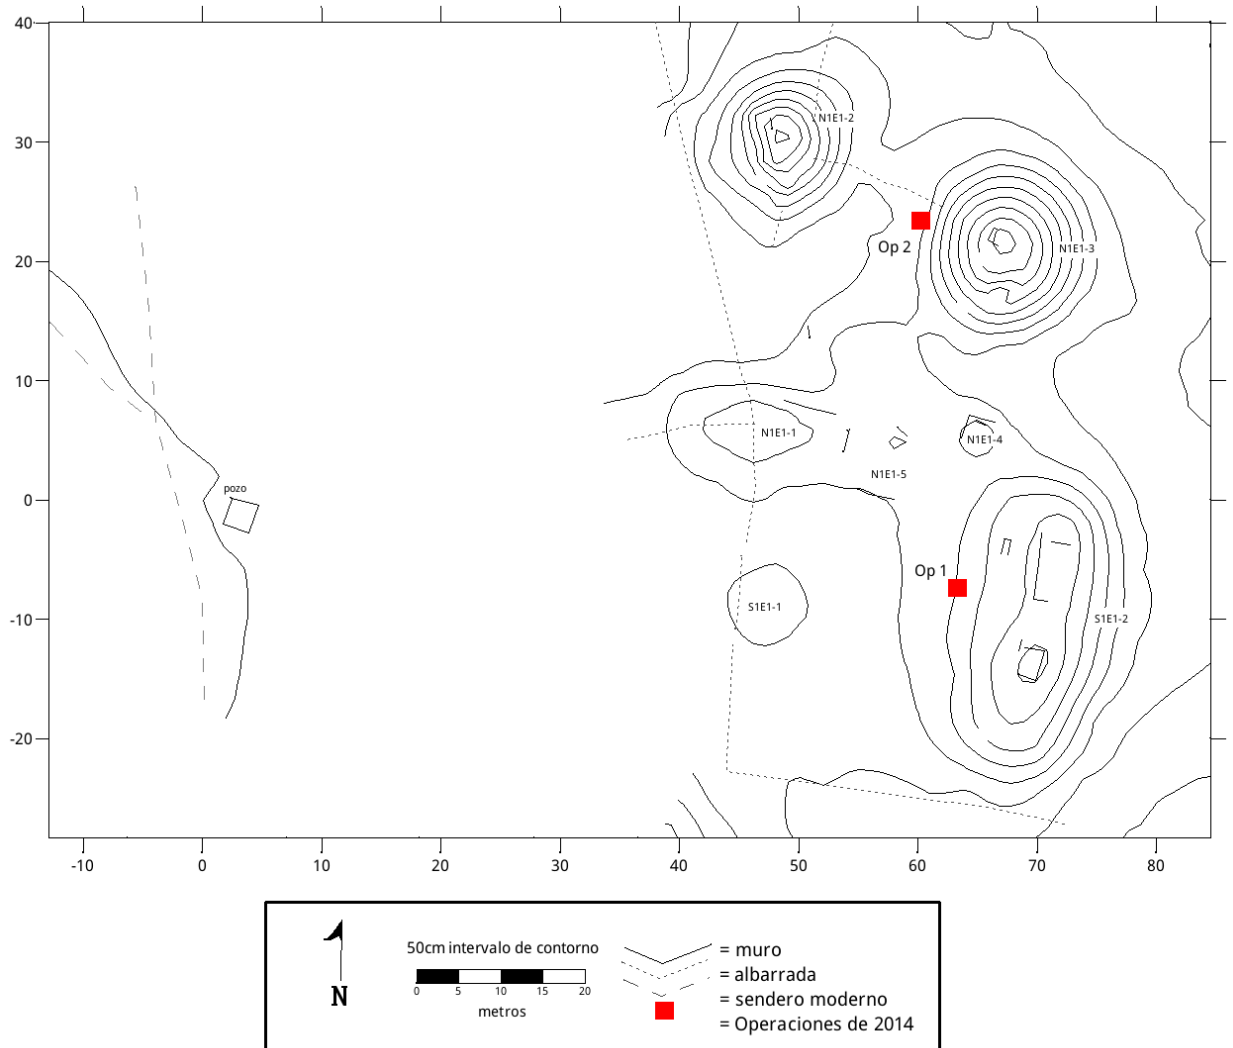 40
30
20
10
0
-10
-20
N1E1-2
Op 2
N1E1-3
N1E1-1
N1E1-4
N1E1-5
pozo
Op 1
S1E1-1
S1E1-2
-10 0 10 20 30 40 50 60 70 80
50cm intervalo de contorno
0 5 10 15 20
metros
N
= muro
= albarrada
= sendero moderno
= Operaciones de 2014